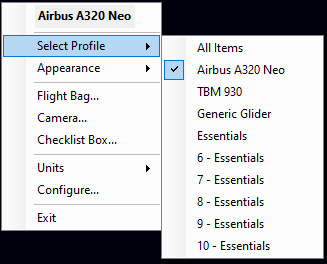 Airbus A320 Neo
Select Profile
Appearance
Flight Bag...
Camera...
Checklist Box...
Units
Configure...
Exit
All Items
Airbus A320 Neo
TBM 930
Generic Glider
Essentials
6 - Essentials
7 - Essentials
8 - Essentials
9 - Essentials
10 - Essentials